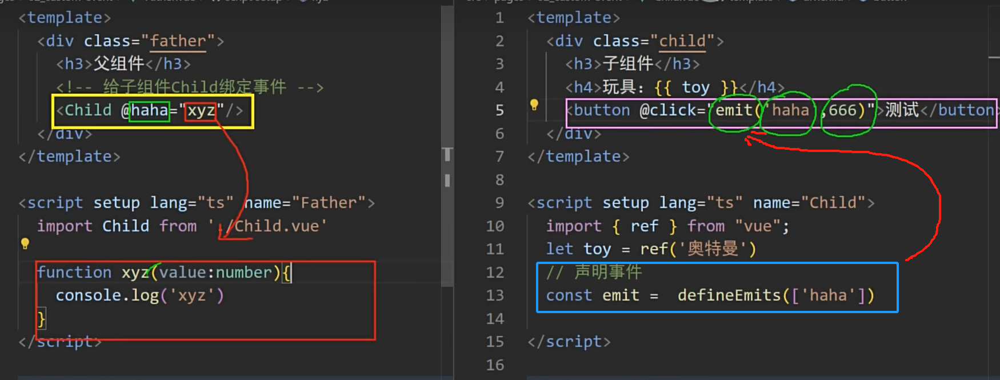 <template>
<div class="father">
<h3>父组件</h3>
<!-- 给子组件Child绑定事件 -->
<Child @haha="xyz"/>
</div>
</template>
<script setup lang="ts" name="Father">
import Child from './Child.vue'
function xyz(value:number){
console.log('xyz')
}
</script>
1 <template>
2 <div class="child">
3 <h3>子组件</h3>
4 <h4>玩具：{{ toy }}</h4>
5 <button @click="emit('haha',666)">测试</button>
6 </div>
7 </template>
8
9 <script setup lang="ts" name="Child">
10 import { ref } from "vue";
11 let toy = ref('奥特曼')
12 // 声明事件
13 const emit =  defineEmits(['haha'])
14
15 </script>
16